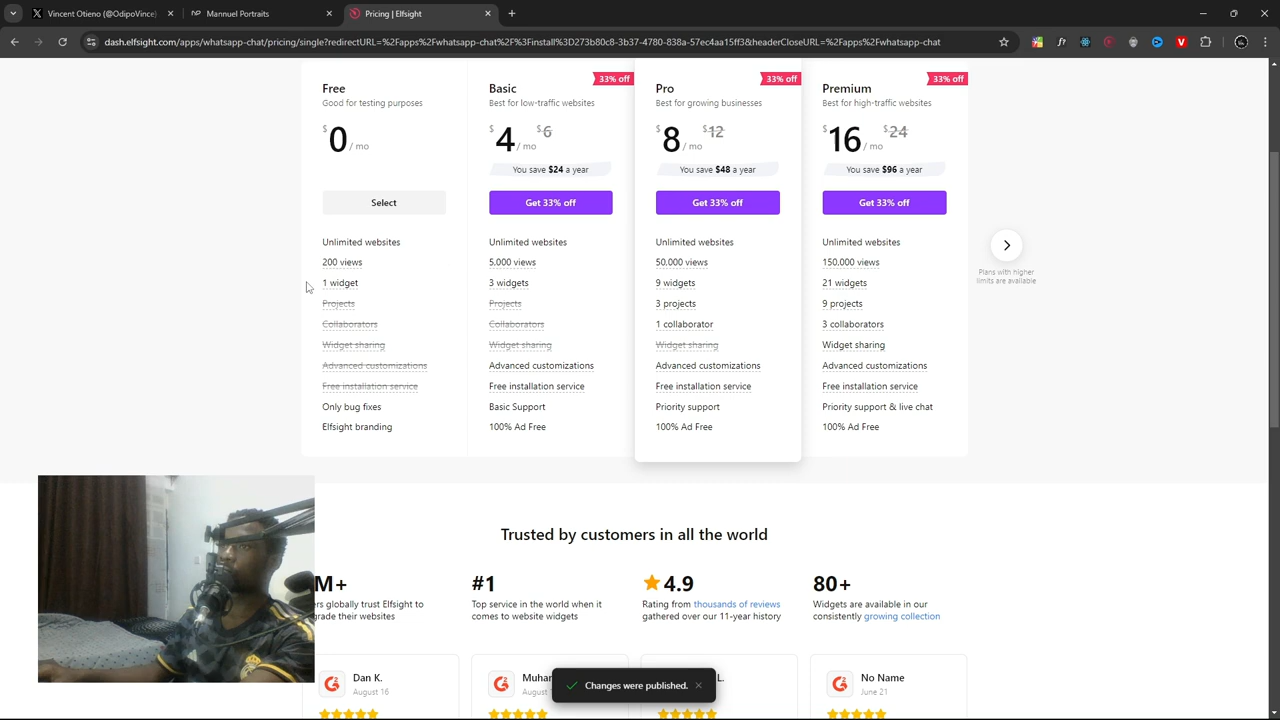 Vincent Otieno (@OdipoVince)
Mannuel Portraits
Pricing | Elfsight
dash.elfsight.com/apps/whatsapp-chat/pricing/single?redirectURL=%2Fapps%2Fwhatsapp-chat%2F%3Finstall%3D273b80c8-3b37-4780-838a-57ec4aa15ff3&headerCloseURL=%2Fapps%2Fwhatsapp-chat%2F
Free
Good for testing purposes
$0 / mo
Select
Unlimited websites
200 views
1 widget
Projects
Collaborators
Widget sharing
Advanced customizations
Free installation service
Only bug fixes
Elfsight branding
33% off
Basic
Best for low-traffic websites
$4 / mo $6
You save $24 a year
Get 33% off
Unlimited websites
5,000 views
3 widgets
Projects
Collaborators
Widget sharing
Advanced customizations
Free installation service
Basic Support
100% Ad Free
33% off
Pro
Best for growing businesses
$8 / mo $12
You save $48 a year
Get 33% off
Unlimited websites
50,000 views
9 widgets
3 projects
1 collaborator
Widget sharing
Advanced customizations
Free installation service
Priority support
100% Ad Free
33% off
Premium
Best for high-traffic websites
$16 / mo $24
You save $96 a year
Get 33% off
Unlimited websites
150,000 views
21 widgets
9 projects
3 collaborators
Widget sharing
Advanced customizations
Free installation service
Priority support & live chat
100% Ad Free
Plans with higher
limits are available
Trusted by customers in all the world
M+
globally trust Elfsight to
their websites
#1
Top service in the world when it
comes to website widgets
4.9
Rating from thousands of reviews
gathered over our 11-year history
80+
Widgets are available in our
consistently growing collection
Dan K.
August 16
Muha
August
L.
No Name
June 21
Changes were published.